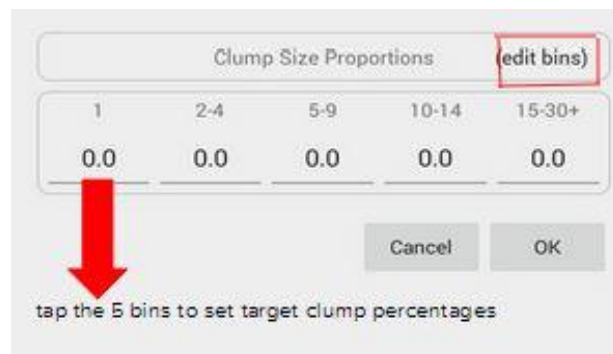 Clump Size Proportions (edit bins)
1 2-4 5-9 10-14 15-30+
0.0 0.0 0.0 0.0 0.0
Cancel OK
tap the 5 bins to set target clump percentages